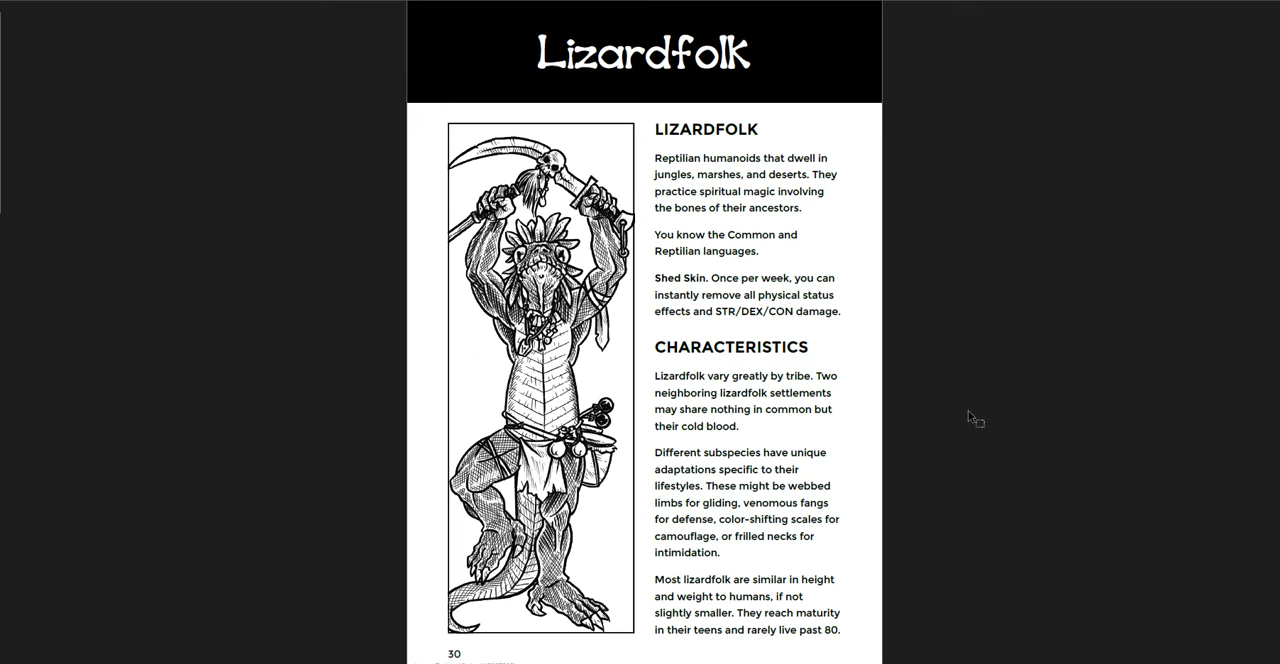 Lizardfolk
LIZARDFOLK
Reptilian humanoids that dwell in
jungles, marshes, and deserts. They
practice spiritual magic involving
the bones of their ancestors.
You know the Common and
Reptilian languages.
Shed Skin. Once per week, you can
instantly remove all physical status
effects and STR/DEX/CON damage.
CHARACTERISTICS
Lizardfolk vary greatly by tribe. Two
neighboring lizardfolk settlements
may share nothing in common but
their cold blood.
Different subspecies have unique
adaptations specific to their
lifestyles. These might be webbed
limbs for gliding, venomous fangs
for defense, color-shifting scales for
camouflage, or frilled necks for
intimidation.
Most lizardfolk are similar in height
and weight to humans, if not
slightly smaller. They reach maturity
in their teens and rarely live past 80.
30